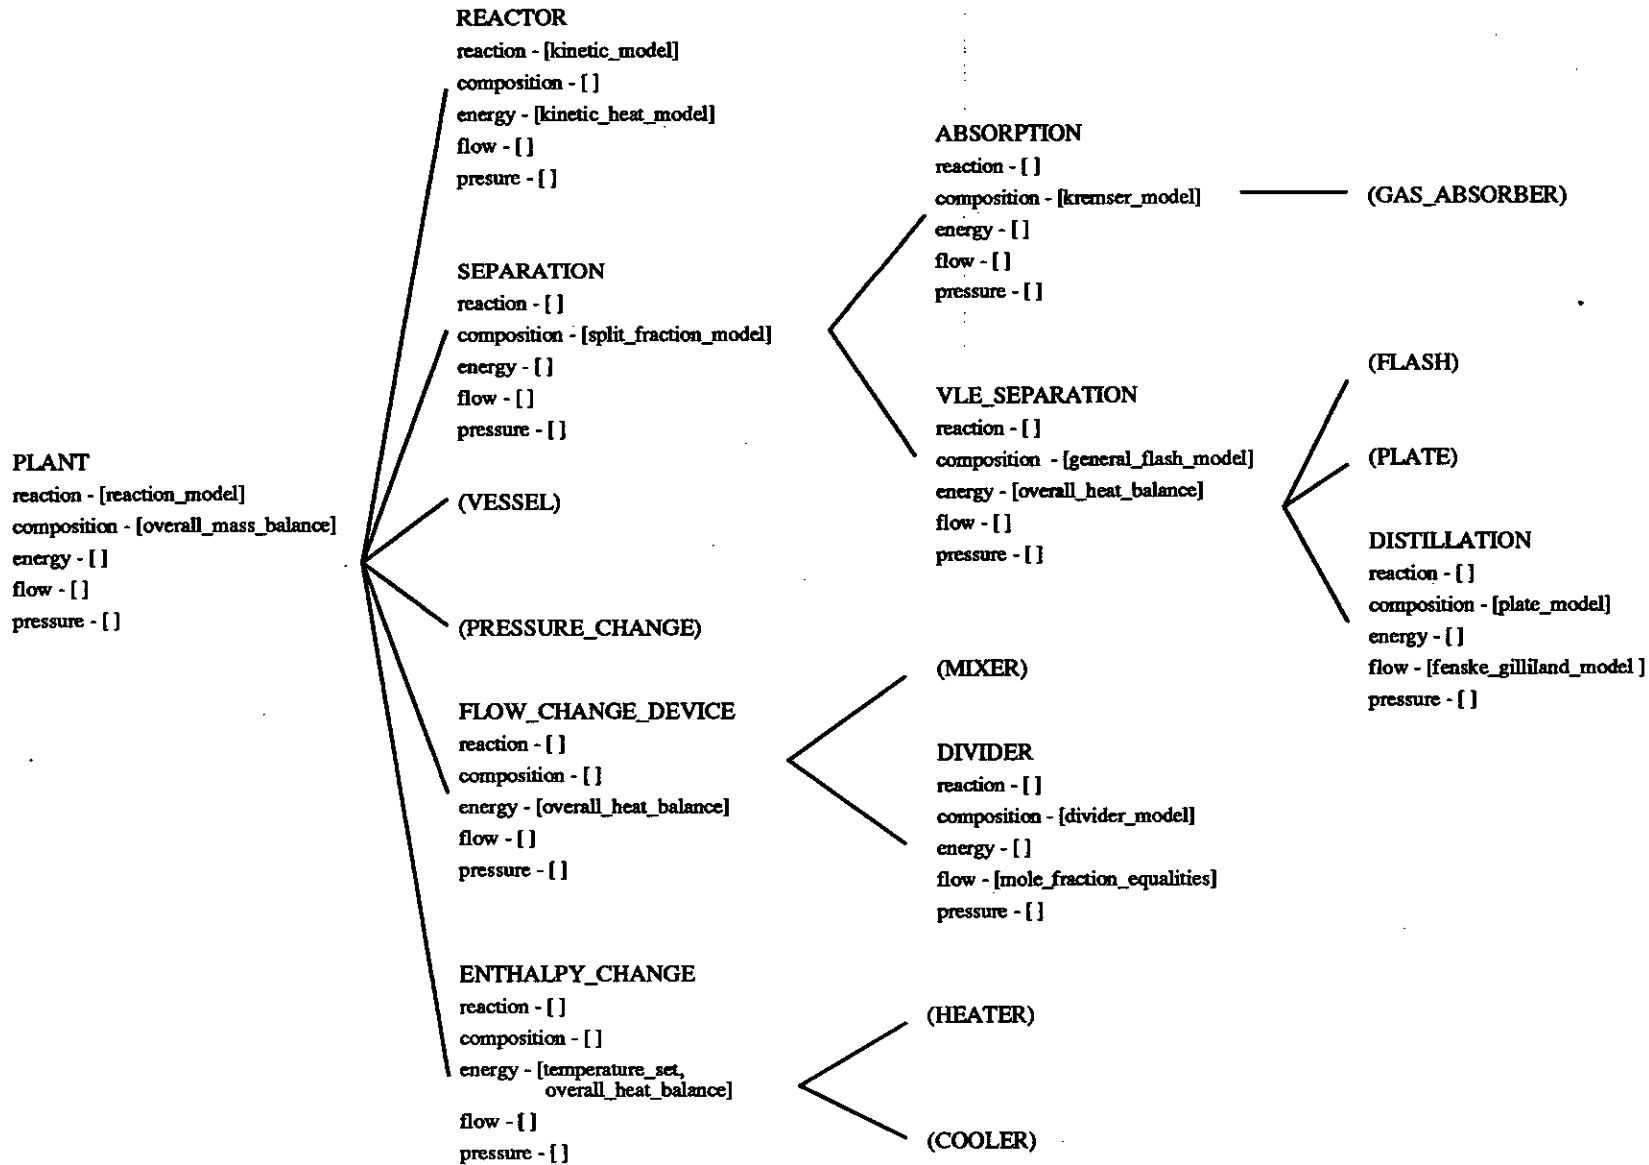 REACTOR
reaction - [kinetic_model]
composition - [ ]
energy - [kinetic_heat_model]
flow - [ ]
presure - [ ]
SEPARATION
reaction - [ ]
composition - [split_fraction_model]
energy - [ ]
flow - [ ]
pressure - [ ]
PLANT
reaction - [reaction_model]
composition - [overall_mass_balance]
energy - [ ]
flow - [ ]
pressure - [ ]
(VESSEL)
(PRESSURE_CHANGE)
FLOW_CHANGE_DEVICE
reaction - [ ]
composition - [ ]
energy - [overall_heat_balance]
flow - [ ]
pressure - [ ]
ENTHALPY_CHANGE
reaction - [ ]
composition - [ ]
energy - [temperature_set,
overall_heat_balance]
flow - [ ]
pressure - [ ]
ABSORPTION
reaction - [ ]
composition - [kremser_model]
energy - [ ]
flow - [ ]
pressure - [ ]
(GAS_ABSORBER)
VLE_SEPARATION
reaction - [ ]
composition - [general_flash_model]
energy - [overall_heat_balance]
flow - [ ]
pressure - [ ]
(FLASH)
(PLATE)
DISTILLATION
reaction - [ ]
composition - [plate_model]
energy - [ ]
flow - [fenske_gilliland_model ]
pressure - [ ]
(MIXER)
DIVIDER
reaction - [ ]
composition - [divider_model]
energy - [ ]
flow - [mole_fraction_equalities]
pressure - [ ]
(HEATER)
(COOLER)